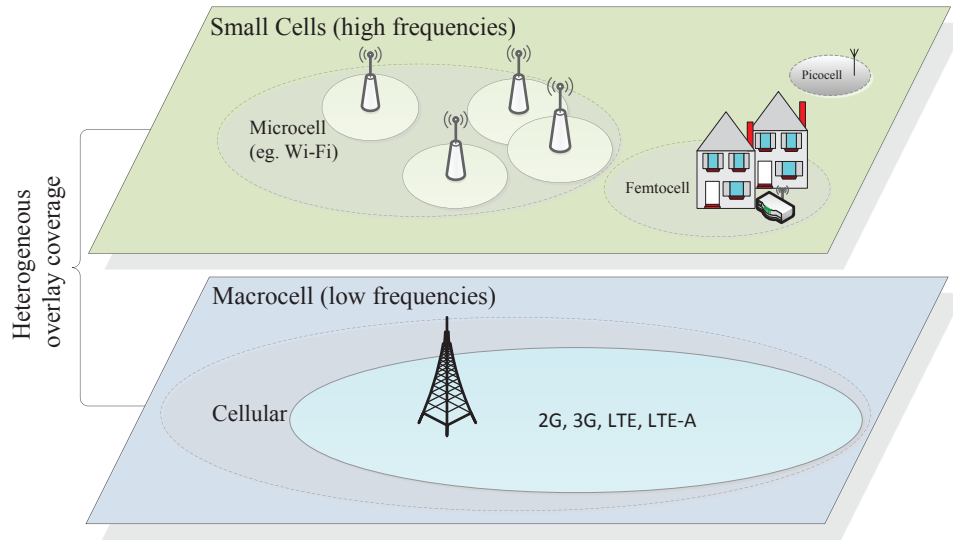 Small Cells (high frequencies)
Picocell
Microcell
(eg. Wi-Fi)
Femtocell
Heterogeneous
overlay coverage
Macrocell (low frequencies)
Cellular
2G, 3G, LTE, LTE-A